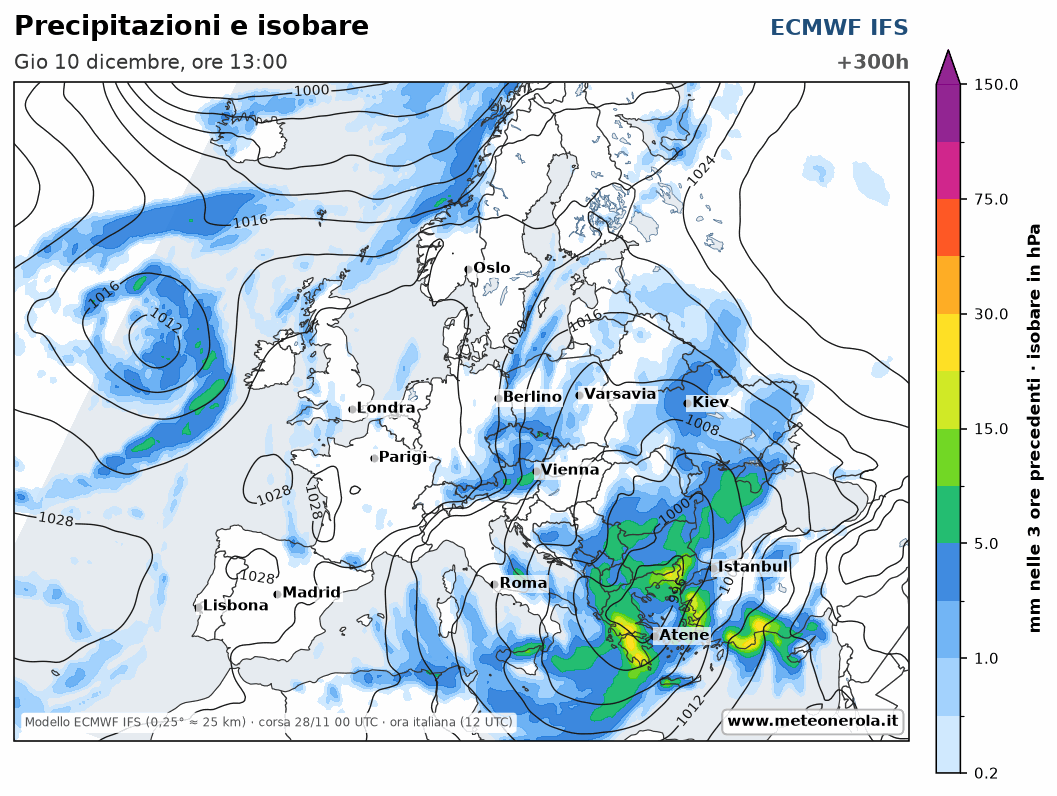 Precipitazioni e isobare
ECMWF IFS
Gio 10 dicembre, ore 13:00
+300h
1000
150.0
1024
75.0
1016
Oslo
1016
1012
30.0
1016
1020
Berlino
Varsavia
Kiev
Londra
1008
15.0
Parigi
Vienna
1028
1028
1028
1000
5.0
Istanbul
1028
Roma
996
Madrid
Lisbona
Atene
1.0
1012
Modello ECMWF IFS (0,25° ≈ 25 km) · corsa 28/11 00 UTC · ora italiana (12 UTC)
www.meteonerola.it
0.2
mm nelle 3 ore precedenti · isobare in hPa